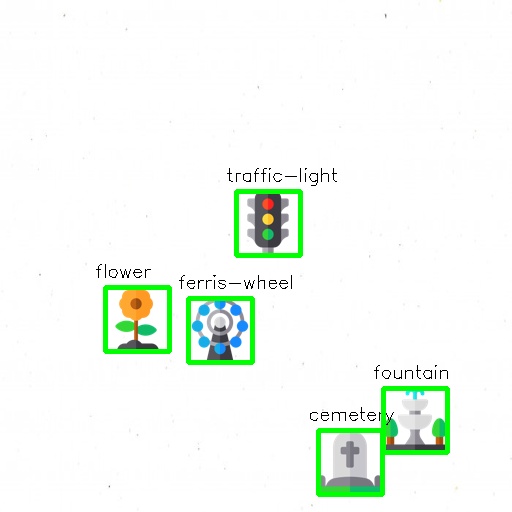 traffic-light
flower
ferris-wheel
fountain
cemetery